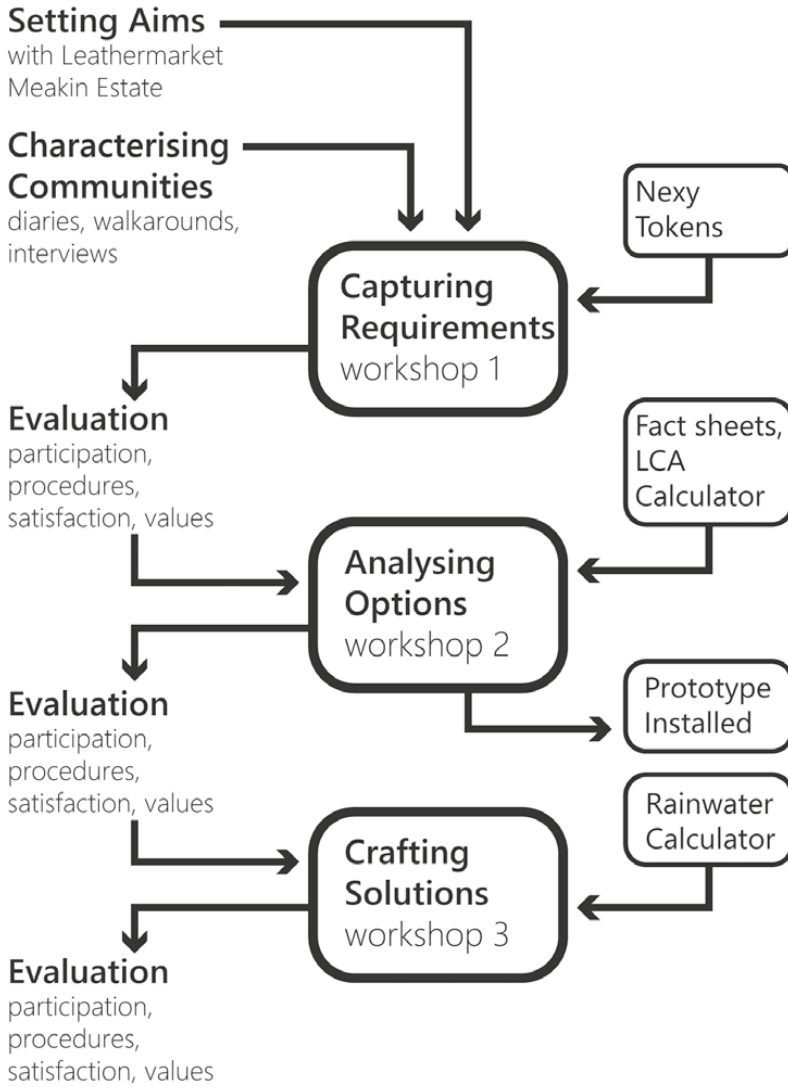 Setting Aims
with Leathermarket
Meakin Estate
Characterising
Communities
diaries, walkarounds,
interviews
Nexy
Tokens
Capturing
Requirements
workshop 1
Evaluation
participation,
procedures,
satisfaction, values
Fact sheets,
LCA
Calculator
Analysing
Options
workshop 2
Prototype
Installed
Evaluation
participation,
procedures,
satisfaction, values
Rainwater
Calculator
Crafting
Solutions
workshop 3
Evaluation
participation,
procedures,
satisfaction, values